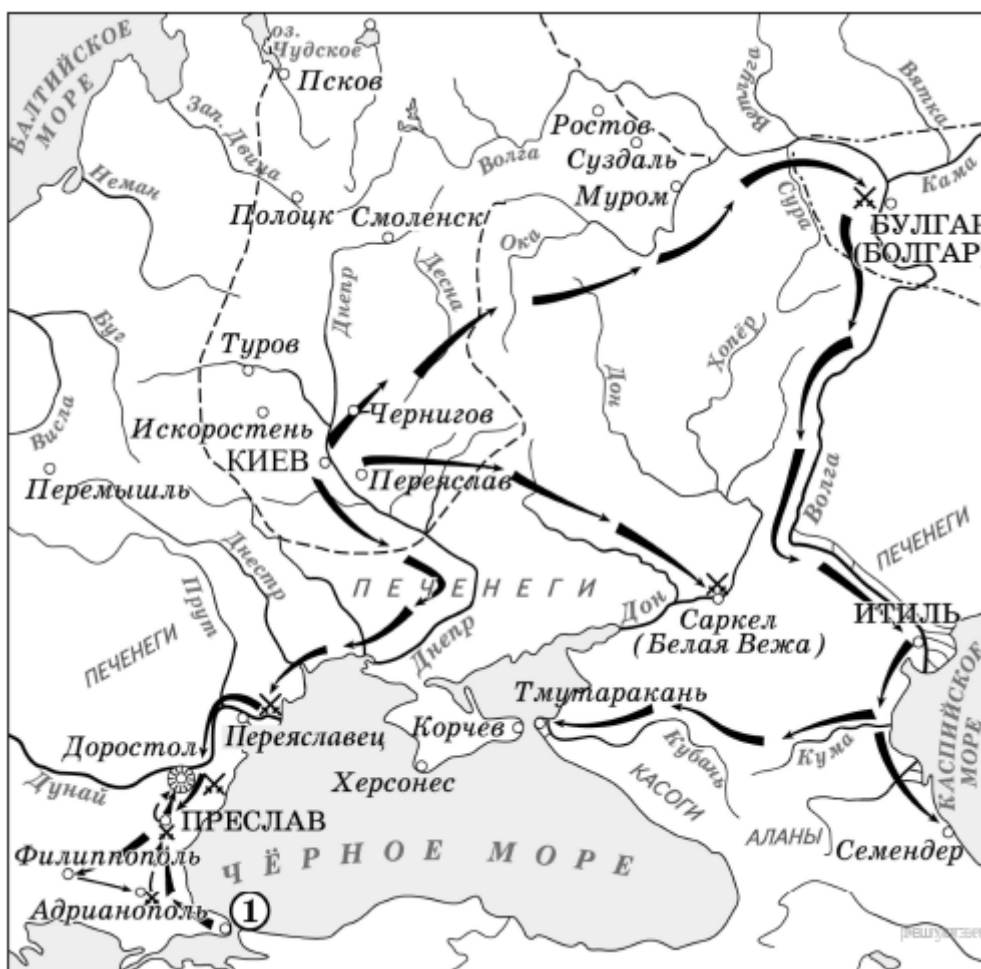 БАЛТИЙСКОЕ
МОРЕ
оз.
Чудское
Псков
Зап. Двина
Неман
Полоцк
Смоленск
Волга
Ростов
Суздаль
Муром
Ветлуга
Вятка
Кама
Сура
БУЛГАР
(БОЛГАР
Ока
Днепр
Десна
Дон
Хопёр
Буг
Висла
Туров
Искоростень
Чернигов
КИЕВ
Переяслав
Перемышль
Днестр
Прут
ПЕЧЕНЕГИ
ПЕЧЕНЕГИ
ПЕЧЕНЕГИ
Волга
Днепр
Дон
Саркел
(Белая Вежа)
ИТИЛЬ
Тмутаракань
Корчев
Херсонес
Кубань
Кума
КАСОГИ
АЛАНЫ
КАСПИЙСКОЕ
МОРЕ
Семендер
Переяславец
Доростол
Дунай
ПРЕСЛАВ
Филиппополь
Адрианополь
ЧЁРНОЕ МОРЕ
1